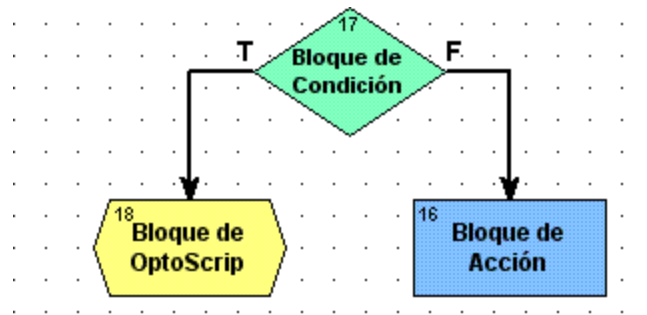 17
T
Bloque de
Condición
F
18
Bloque de
OptoScrip
16
Bloque de
Acción